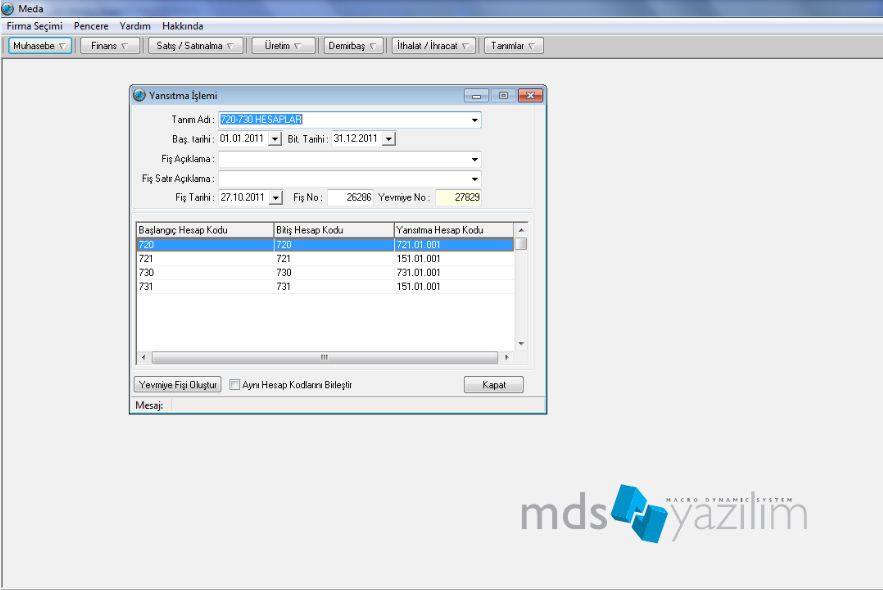 Meda
Firma Seçimi Pencere Yardım Hakkında
Muhasebe Finans Satış / Satınalma Üretim Demirbaş İthalat / İhracat Tanımlar
Yansıtma İşlemi
Tanım Adı : 720-730 HESAPLAR
Baş. tarihi : 01.01.2011 Bit. Tarihi : 31.12.2011
Fiş Açıklama :
Fiş Satır Açıklama :
Fiş Tarihi : 27.10.2011 Fiş No : 26286 Yevmiye No : 27829
Başlangıç Hesap Kodu Bitiş Hesap Kodu Yansıtma Hesap Kodu
720 720 721.01.001
721 721 151.01.001
730 730 731.01.001
731 731 151.01.001
Yevmiye Fişi Oluştur Aynı Hesap Kodlarını Birleştir Kapat
Mesaj:
MACRO DYNAMIC SYSTEM
mds yazılım